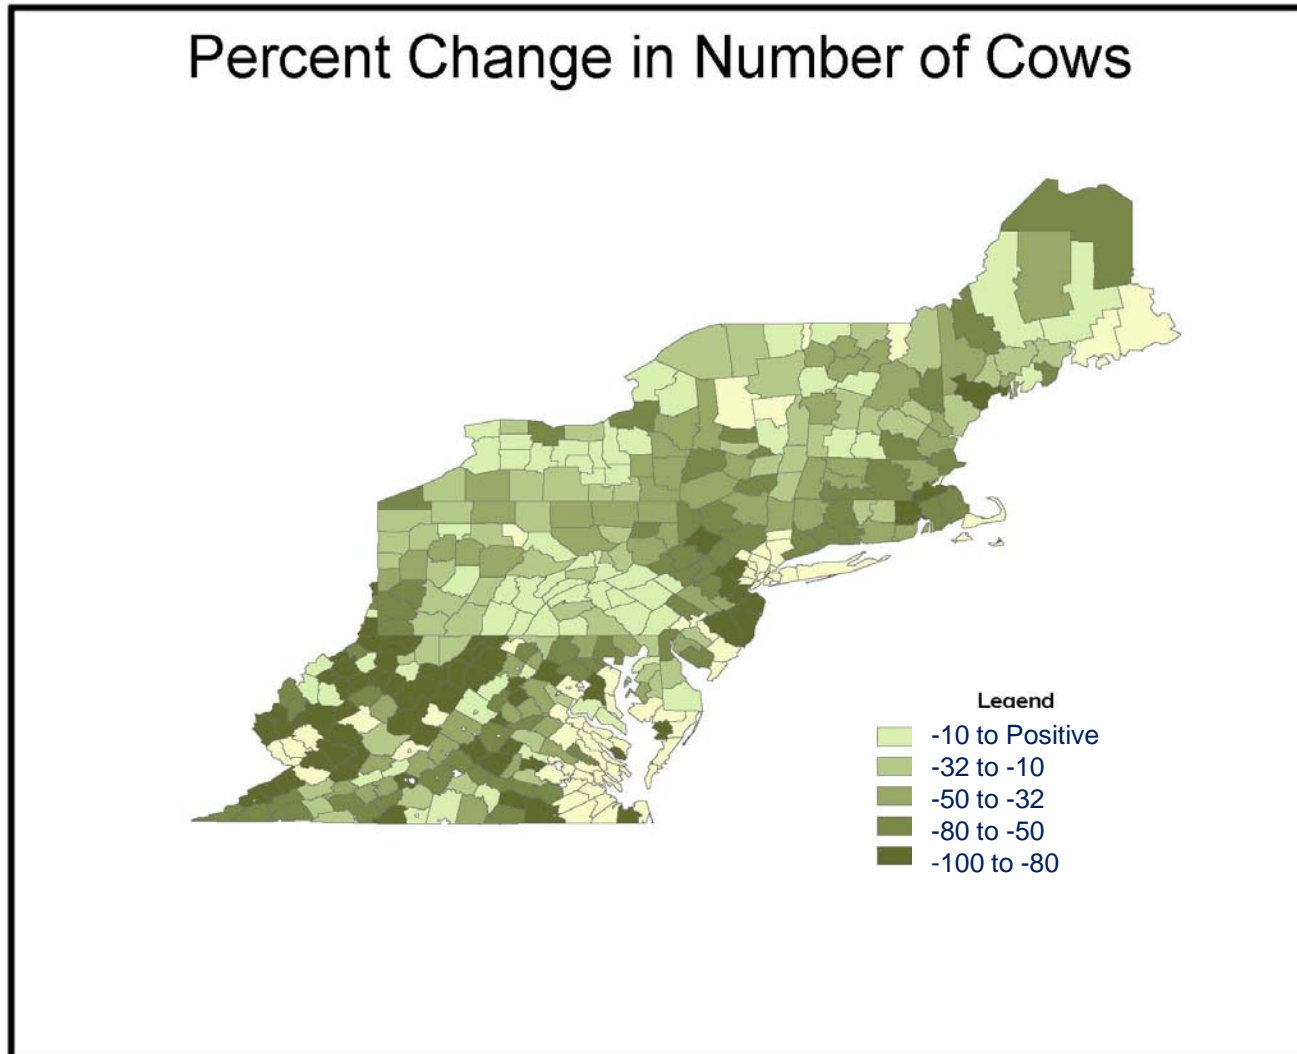 Percent Change in Number of Cows
Legend
-10 to Positive
-32 to -10
-50 to -32
-80 to -50
-100 to -80